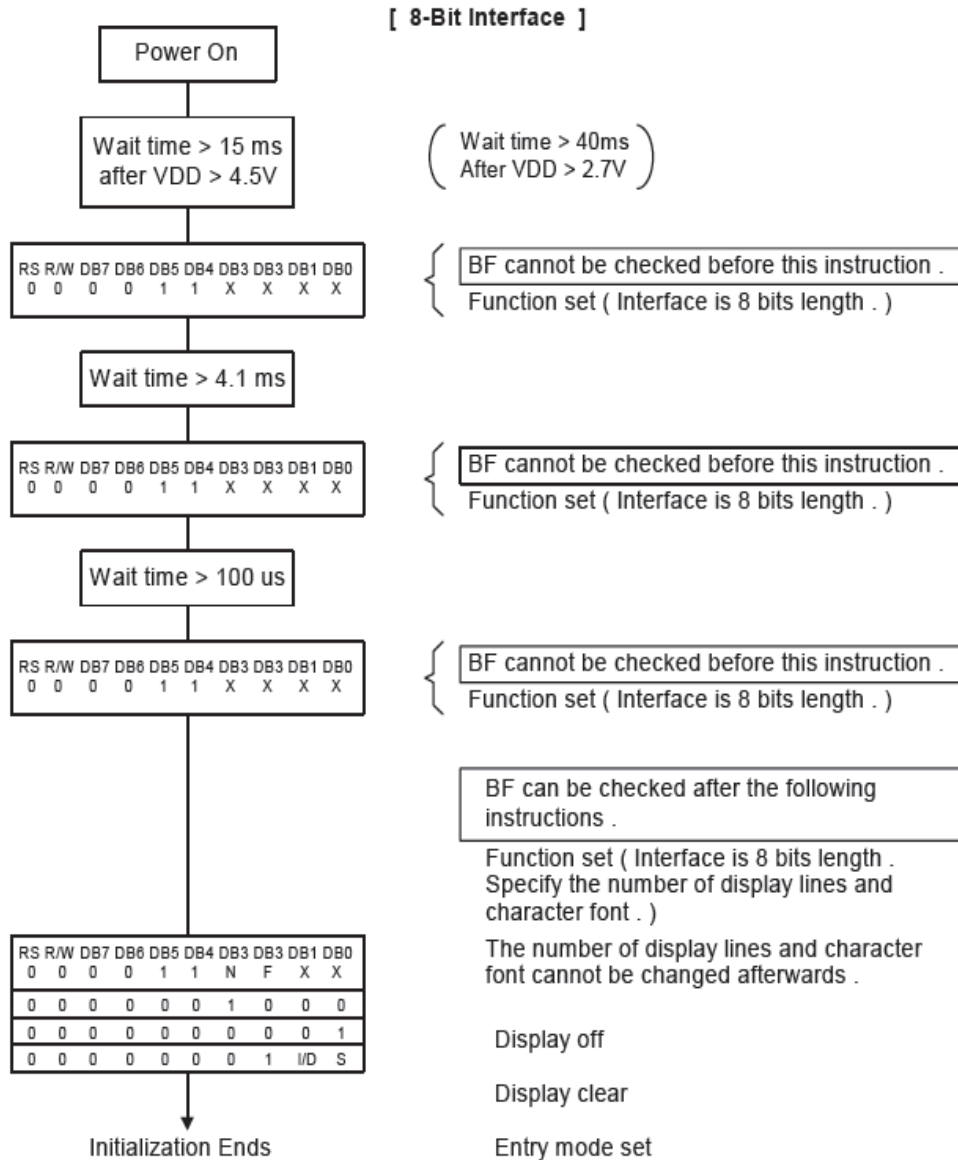 [ 8-Bit Interface ]
Power On
Wait time > 15 ms
after VDD > 4.5V
Wait time > 40ms
After VDD > 2.7V
RS R/W DB7 DB6 DB5 DB4 DB3 DB3 DB1 DB0
0 0 0 0 1 1 X X X X
BF cannot be checked before this instruction .
Function set ( Interface is 8 bits length . )
Wait time > 4.1 ms
RS R/W DB7 DB6 DB5 DB4 DB3 DB3 DB1 DB0
0 0 0 0 1 1 X X X X
BF cannot be checked before this instruction .
Function set ( Interface is 8 bits length . )
Wait time > 100 us
RS R/W DB7 DB6 DB5 DB4 DB3 DB3 DB1 DB0
0 0 0 0 1 1 X X X X
BF cannot be checked before this instruction .
Function set ( Interface is 8 bits length . )
BF can be checked after the following
instructions .
Function set ( Interface is 8 bits length .
Specify the number of display lines and
character font . )
The number of display lines and character
font cannot be changed afterwards .
RS R/W DB7 DB6 DB5 DB4 DB3 DB3 DB1 DB0
0 0 0 0 1 1 N F X X
0 0 0 0 0 0 1 0 0 0
0 0 0 0 0 0 0 0 0 1
0 0 0 0 0 0 0 1 I/D S
Display off
Display clear
Entry mode set
Initialization Ends